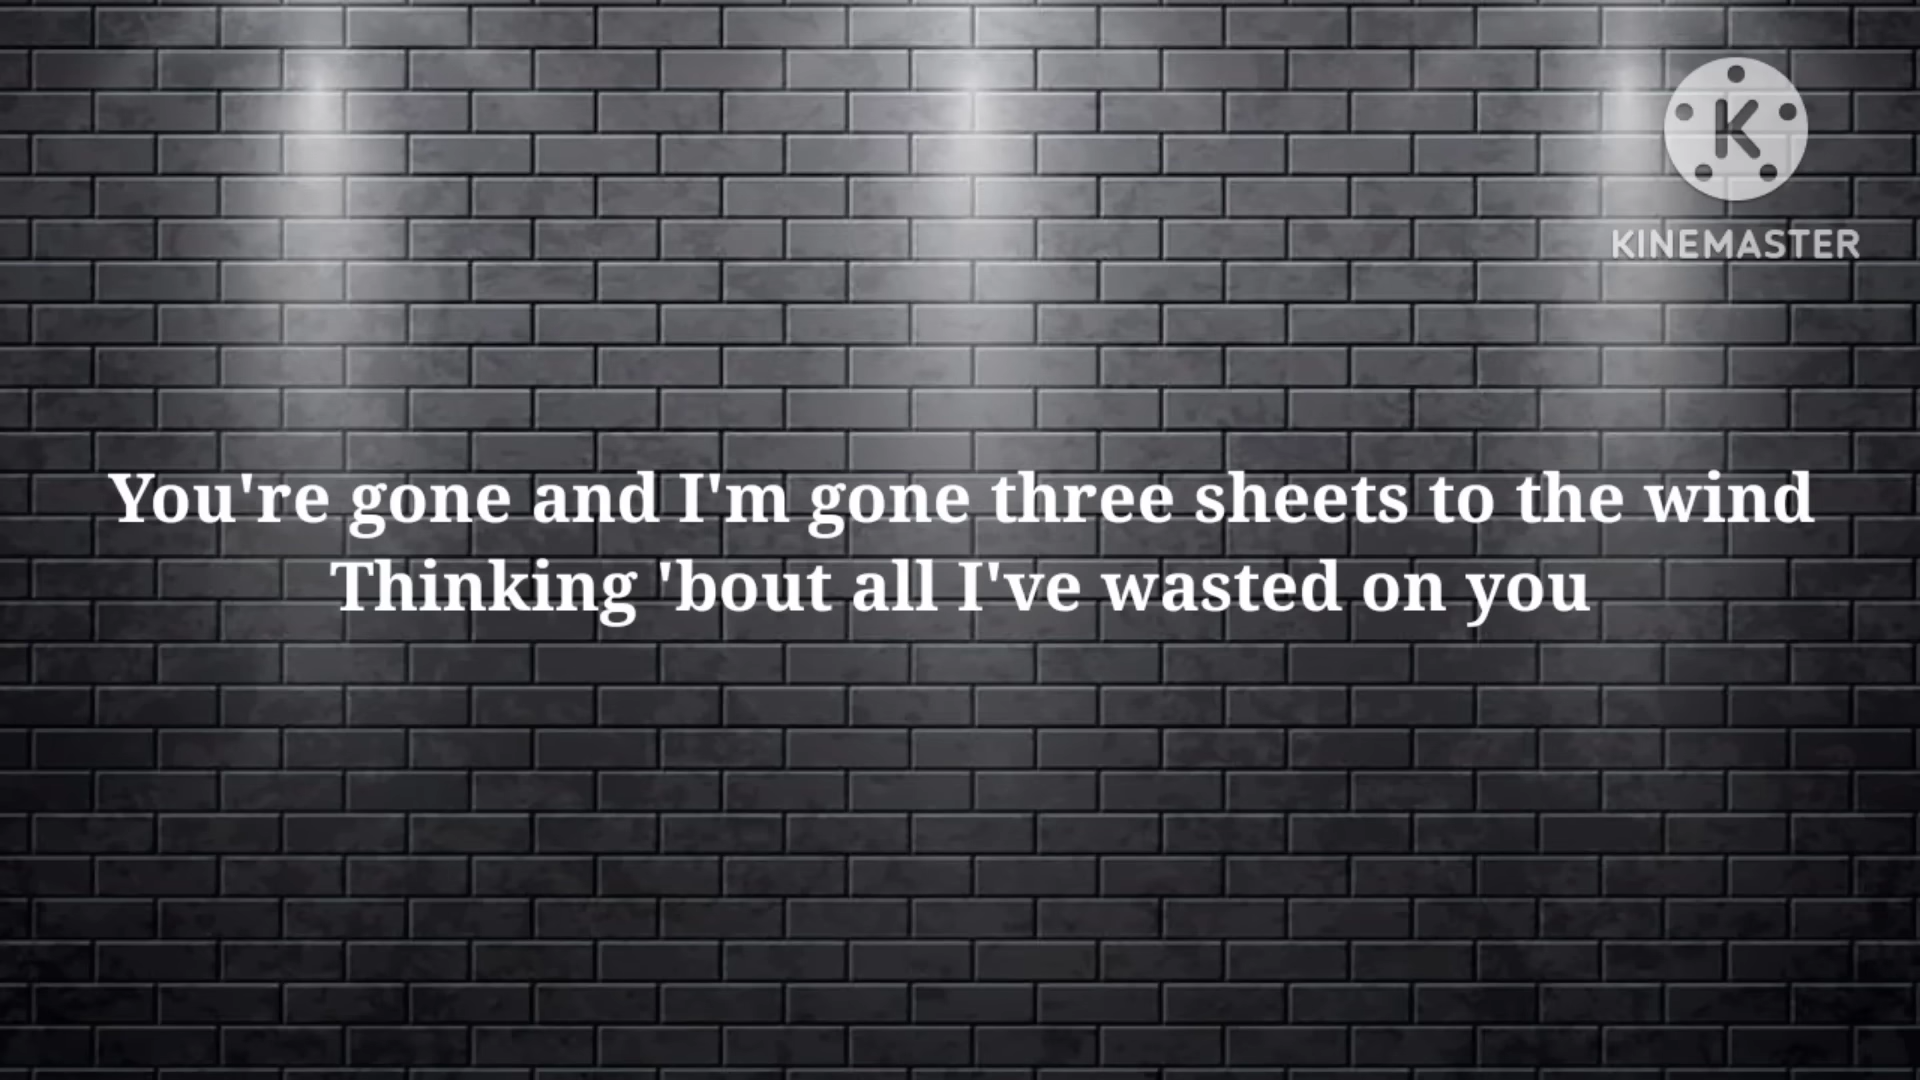 K
KINEMASTER
You're gone and I'm gone three sheets to the wind
Thinking 'bout all I've wasted on you